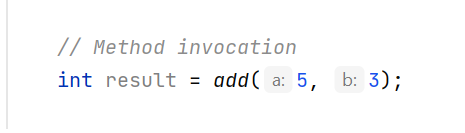 // Method invocation
int result = add( a: 5, b: 3);